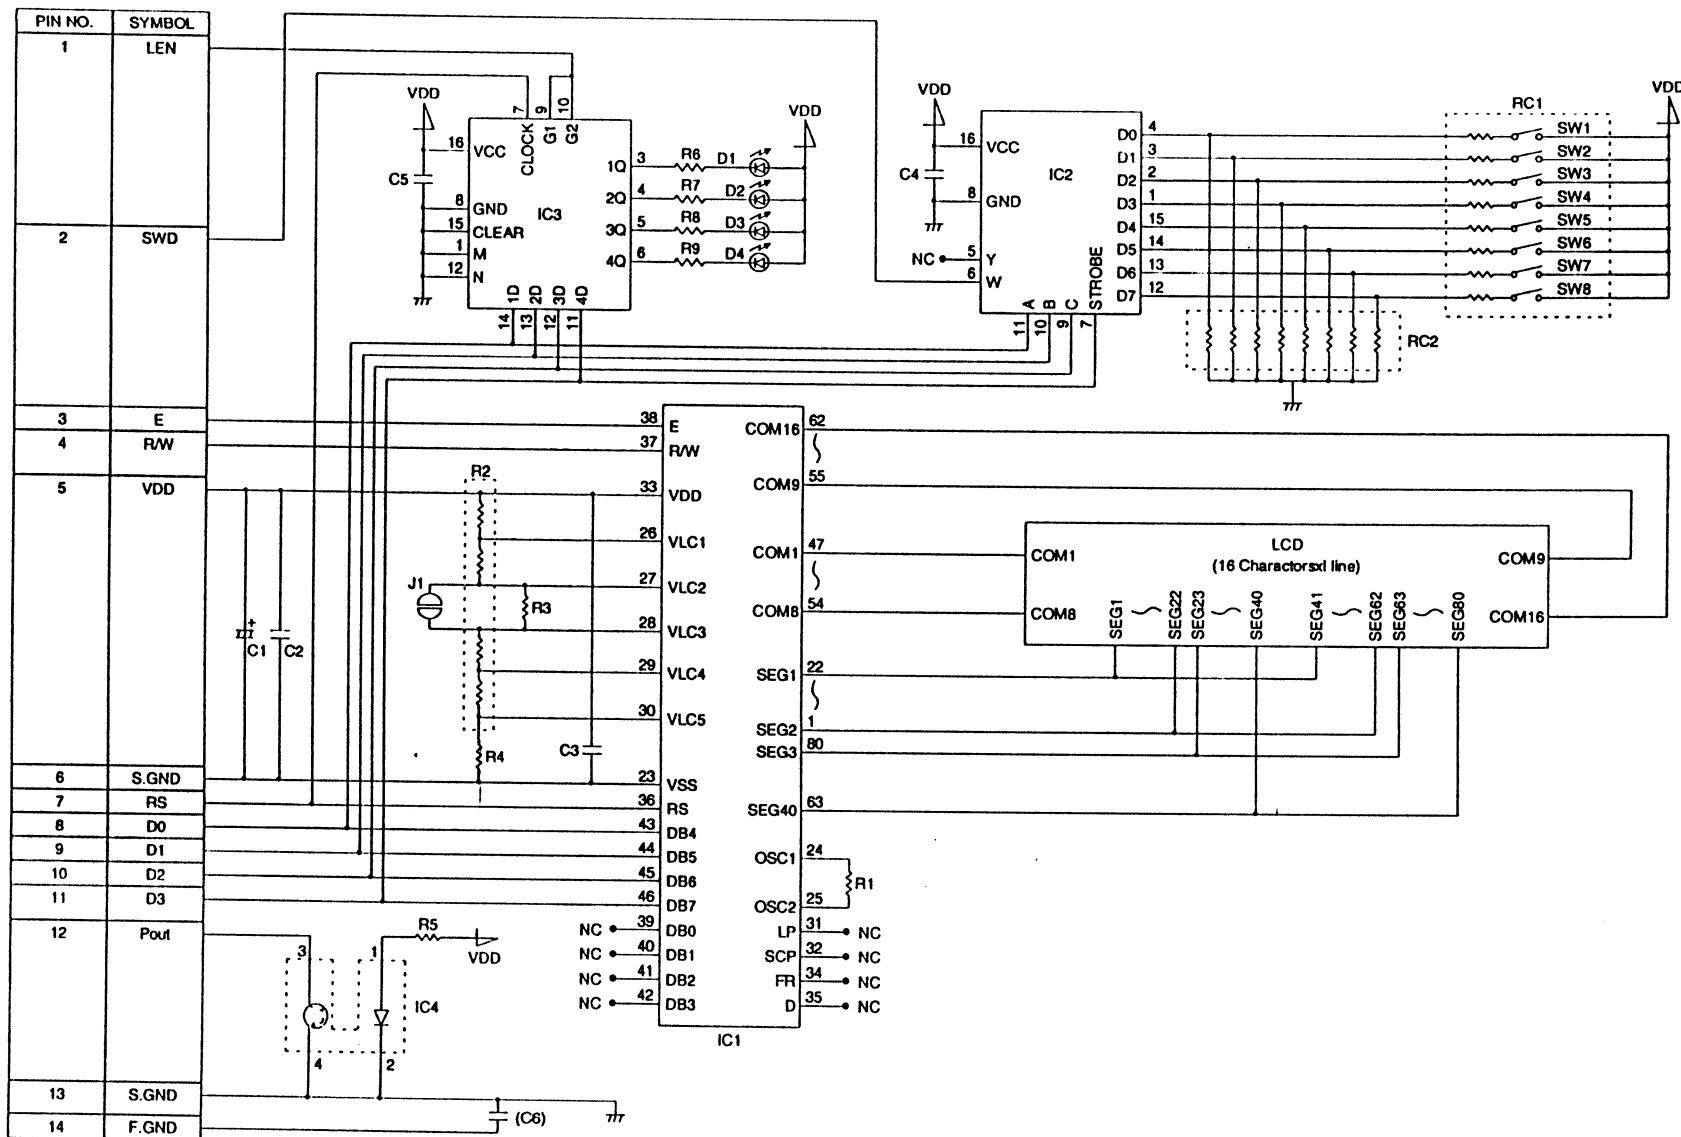 PIN NO. SYMBOL
1 LEN
2 SWD
3 E
4 R/W
5 VDD
6 S.GND
7 RS
8 D0
9 D1
10 D2
11 D3
12 Pout
13 S.GND
14 F.GND
VDD
C5
16 VCC
8 GND
15 CLEAR
1 M
12 N
7 CLOCK
9 G1
10 G2
IC3
1Q 3 R6 D1
2Q 4 R7 D2
3Q 5 R8 D3
4Q 6 R9 D4
VDD
1D 2D 3D 4D
14 13 12 11
VDD
C4
16 VCC
8 GND
NC 5 Y
6 W
IC2
D0 4
D1 3
D2 2
D3 1
D4 15
D5 14
D6 13
D7 12
A B C STROBE
11 10 9 7
RC1
VDD
SW1
SW2
SW3
SW4
SW5
SW6
SW7
SW8
RC2
38 E
37 R/W
33 VDD
26 VLC1
27 VLC2
28 VLC3
29 VLC4
30 VLC5
23 VSS
36 RS
43 DB4
44 DB5
45 DB6
46 DB7
NC 39 DB0
NC 40 DB1
NC 41 DB2
NC 42 DB3
R2
J1
R3
R4
+
C1
C2
C3
COM16 62
COM9 55
COM1 47
COM8 54
SEG1 22
SEG2 1
SEG3 80
SEG40 63
OSC1 24
R1
OSC2 25
LP 31 NC
SCP 32 NC
FR 34 NC
D 35 NC
IC1
LCD
(16 Charactorsxl line)
COM1
COM8
COM9
COM16
SEG1 SEG22 SEG23 SEG40 SEG41 SEG62 SEG63 SEG80
R5
VDD
3 1
IC4
4 2
(C6)